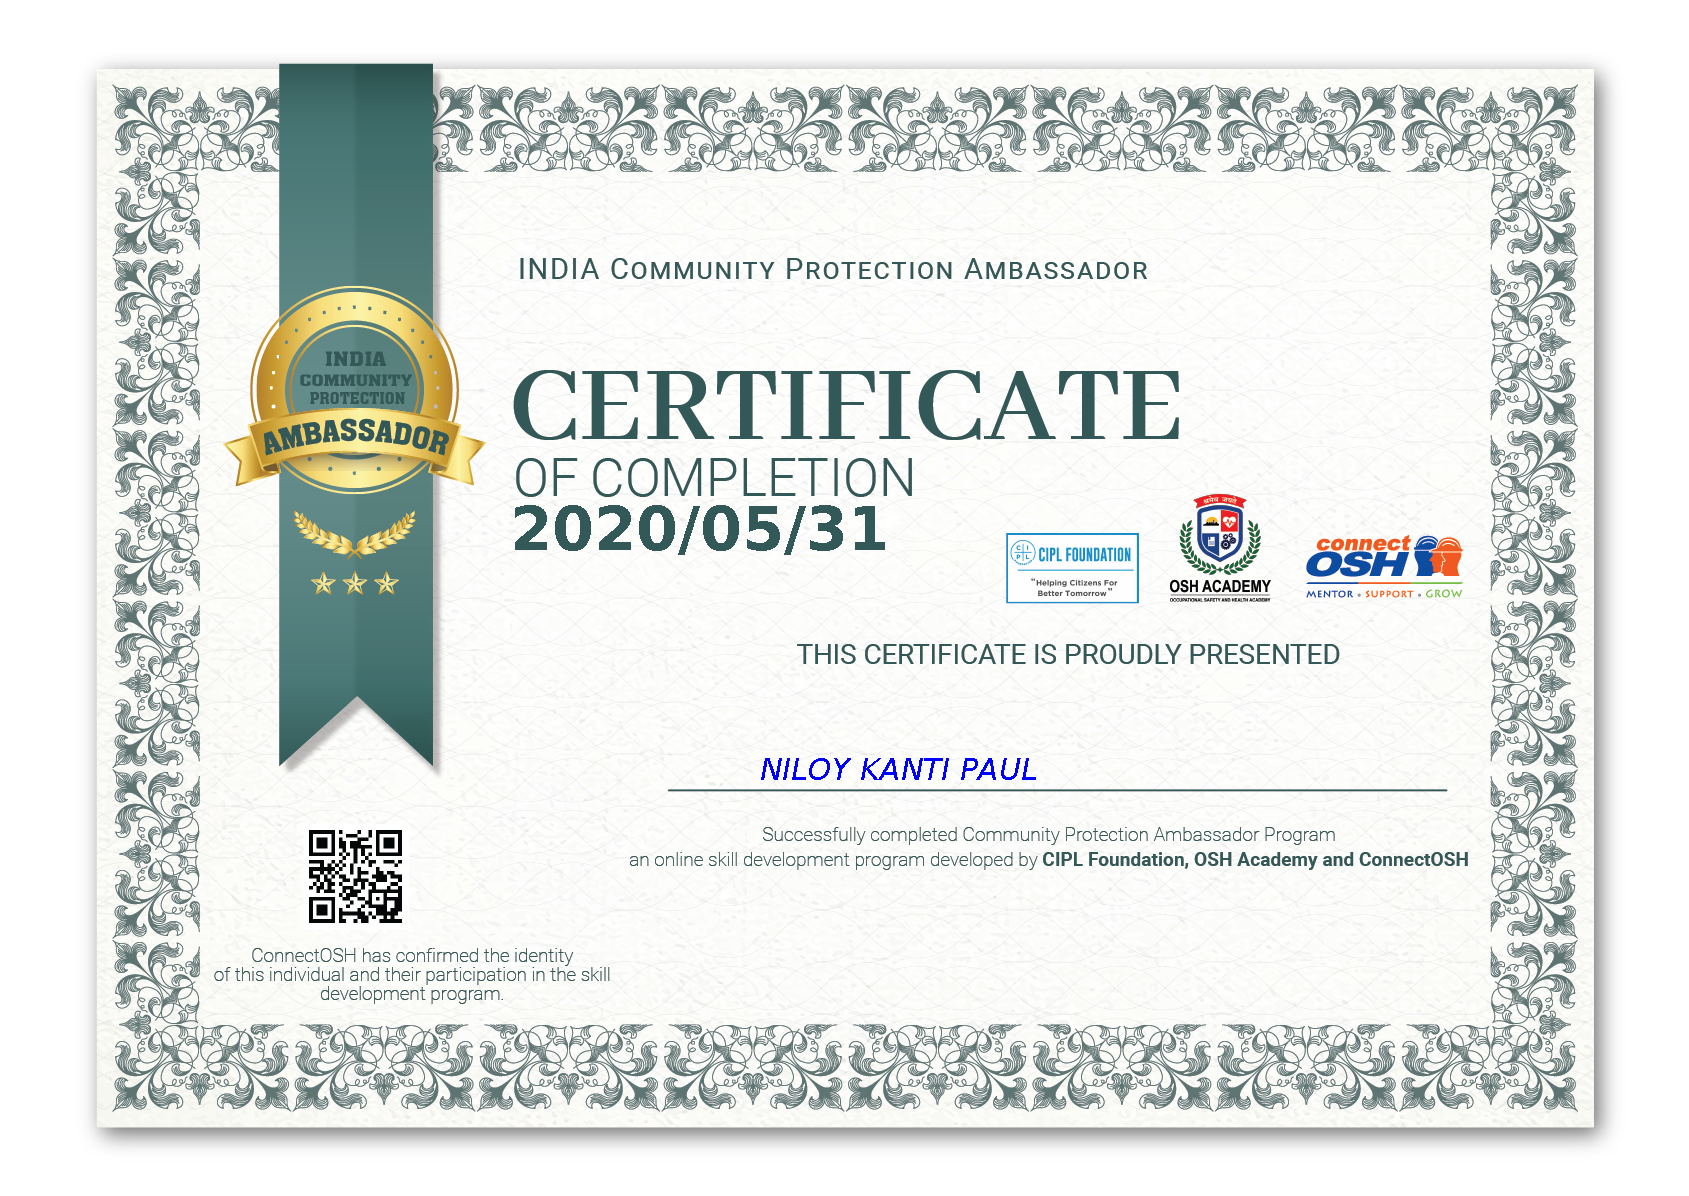 INDIA COMMUNITY PROTECTION AMBASSADOR
INDIA
COMMUNITY
PROTECTION
AMBASSADOR
CERTIFICATE
OF COMPLETION
2020/05/31
CIPL
CIPL FOUNDATION
"Helping Citizens For
Better Tomorrow"
श्रमेव जयते
OSH ACADEMY
OCCUPATIONAL SAFETY AND HEALTH ACADEMY
connect
OSH
MENTOR • SUPPORT • GROW
THIS CERTIFICATE IS PROUDLY PRESENTED
NILOY KANTI PAUL
Successfully completed Community Protection Ambassador Program
an online skill development program developed by CIPL Foundation, OSH Academy and ConnectOSH
ConnectOSH has confirmed the identity
of this individual and their participation in the skill
development program.